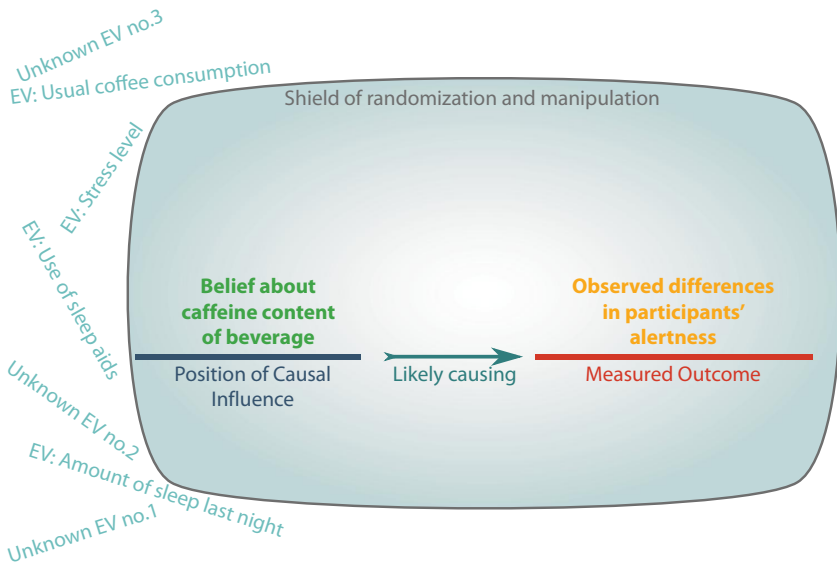 Unknown EV no.3
EV: Usual coffee consumption
Shield of randomization and manipulation
EV: Stress level
EV: Use of sleep aids
Belief about
caffeine content
of beverage
Observed differences
in participants'
alertness
Position of Causal
Influence
Likely causing
Measured Outcome
Unknown EV no.2
EV: Amount of sleep last night
Unknown EV no.1